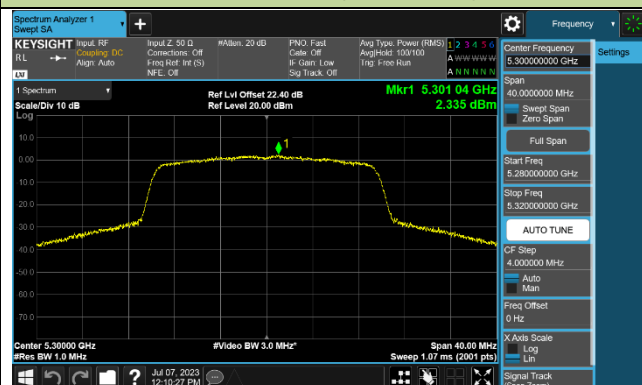 Spectrum Analyzer 1
Swept SA
Frequency
KEYSIGHT
RL
LXI
Input: RF
Coupling: DC
Align: Auto
Input Z: 50 Ω
Corrections: Off
Freq Ref: Int (S)
NFE: Off
#Atten: 20 dB
PNO: Fast
Gate: Off
IF Gain: Low
Sig Track: Off
Avg Type: Power (RMS)
Avg|Hold: 100/100
Trig: Free Run
1 2 3 4 5 6
A W W W W W
A N N N N N
1 Spectrum
Scale/Div 10 dB
Log
Ref Lvl Offset 22.40 dB
Ref Level 20.00 dBm
Mkr1 5.301 04 GHz
2.335 dBm
1
10.0
0.00
-10.0
-20.0
-30.0
-40.0
-50.0
-60.0
-70.0
Center 5.30000 GHz
#Res BW 1.0 MHz
#Video BW 3.0 MHz*
Span 40.00 MHz
Sweep 1.07 ms (2001 pts)
Center Frequency
5.300000000 GHz
Settings
Span
40.0000000 MHz
Swept Span
Zero Span
Full Span
Start Freq
5.280000000 GHz
Stop Freq
5.320000000 GHz
AUTO TUNE
CF Step
4.000000 MHz
Auto
Man
Freq Offset
0 Hz
X Axis Scale
Log
Lin
Signal Track
(Span Zoom)
Jul 07, 2023
12:10:27 PM